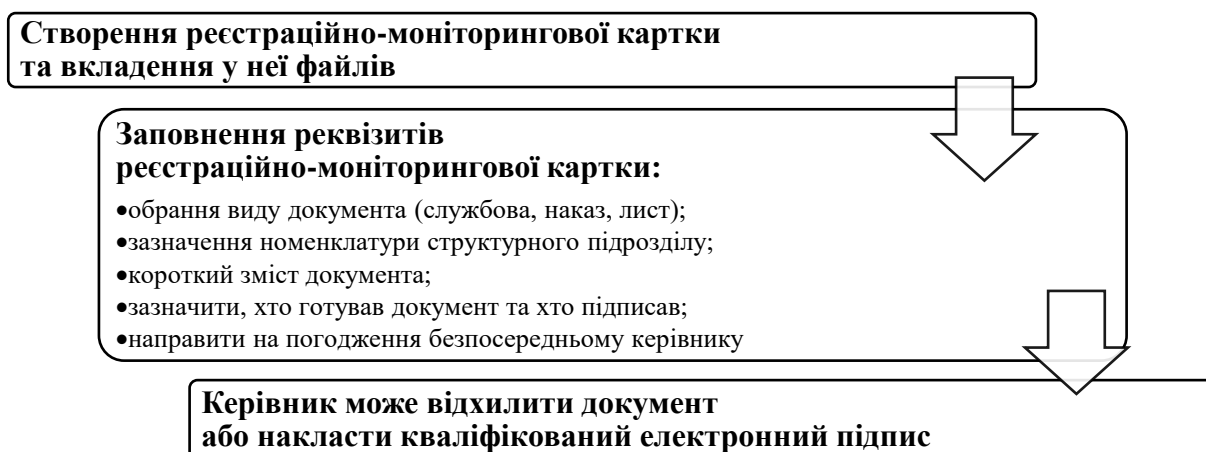 Створення реєстраційно-моніторингової картки
та вкладення у неї файлів
Заповнення реквізитів
реєстраційно-моніторингової картки:
•обрання виду документа (службова, наказ, лист);
•зазначення номенклатури структурного підрозділу;
•короткий зміст документа;
•зазначити, хто готував документ та хто підписав;
•направити на погодження безпосередньому керівнику
Керівник може відхилити документ
або накласти кваліфікований електронний підпис